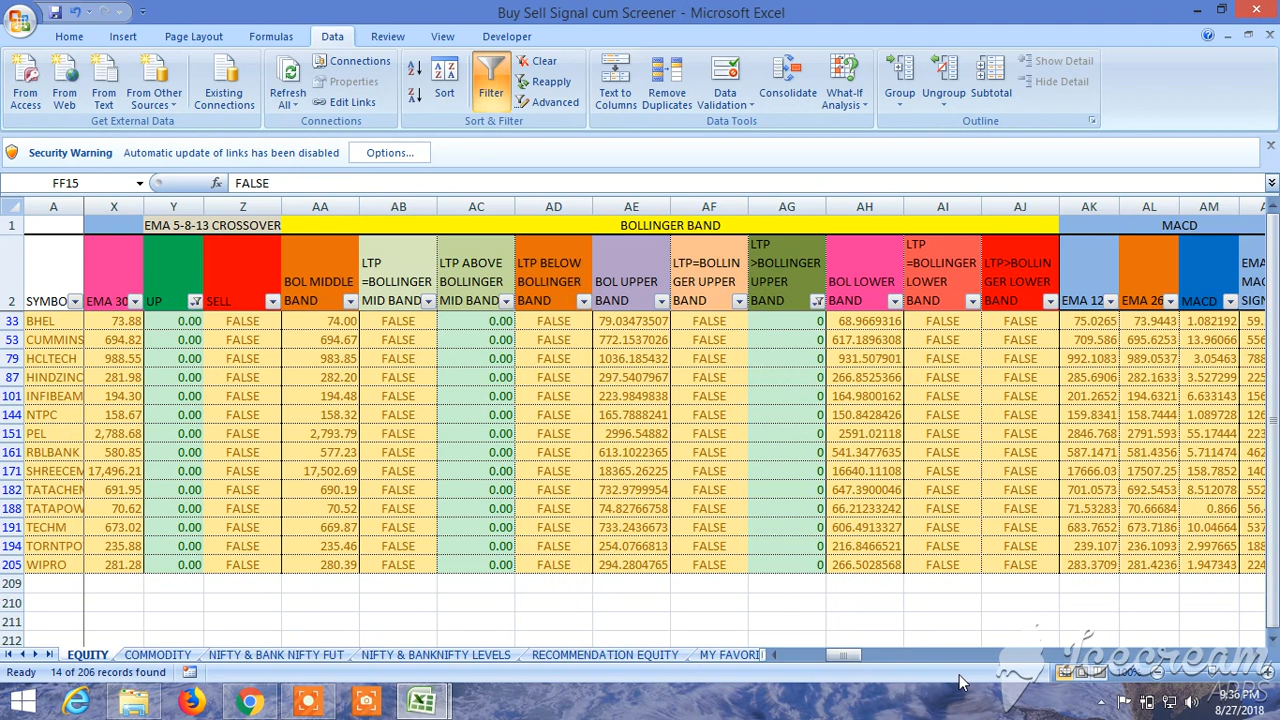 Buy Sell Signal cum Screener - Microsoft Excel
Home Insert Page Layout Formulas Data Review View Developer
From Access From Web From Text From Other Sources Existing Connections Refresh All Connections Properties Edit Links Sort Filter Clear Reapply Advanced Text to Columns Remove Duplicates Data Validation Consolidate What-If Analysis Group Ungroup Subtotal Show Detail Hide Detail
Get External Data Connections Sort & Filter Data Tools Outline
Security Warning Automatic update of links has been disabled Options...
FF15 fx FALSE
A X Y Z AA AB AC AD AE AF AG AH AI AJ AK AL AM
1 EMA 5-8-13 CROSSOVER BOLLINGER BAND MACD
2 SYMBO EMA 30 UP SELL BOL MIDDLE BAND LTP =BOLLINGER MID BAND LTP ABOVE BOLLINGER MID BAND LTP BELOW BOLLINGER BAND BOL UPPER BAND LTP=BOLLIN GER UPPER BAND LTP >BOLLINGER UPPER BAND BOL LOWER BAND LTP =BOLLINGER LOWER BAND LTP>BOLLIN GER LOWER BAND EMA 12 EMA 26 MACD EMA MAC SIGN
33 BHEL 73.88 0.00 FALSE 74.00 FALSE 0.00 FALSE 79.03473507 FALSE 0 68.9669316 FALSE FALSE 75.0265 73.9443 1.082192 59.
53 CUMMINS 694.82 0.00 FALSE 694.67 FALSE 0.00 FALSE 772.1537026 FALSE 0 617.1896308 FALSE FALSE 709.586 695.6253 13.96066 556
79 HCLTECH 988.55 0.00 FALSE 983.85 FALSE 0.00 FALSE 1036.185432 FALSE 0 931.507901 FALSE FALSE 992.1083 989.0537 3.05463 788
87 HINDZINC 281.98 0.00 FALSE 282.20 FALSE 0.00 FALSE 297.5407967 FALSE 0 266.8525366 FALSE FALSE 285.6906 282.1633 3.527299 225
101 INFIBEAM 194.30 0.00 FALSE 194.48 FALSE 0.00 FALSE 223.9849838 FALSE 0 164.9800162 FALSE FALSE 201.2652 194.6321 6.633143 156
144 NTPC 158.67 0.00 FALSE 158.32 FALSE 0.00 FALSE 165.7888241 FALSE 0 150.8428426 FALSE FALSE 159.8341 158.7444 1.089728 126
151 PEL 2,788.68 0.00 FALSE 2,793.79 FALSE 0.00 FALSE 2996.54882 FALSE 0 2591.02118 FALSE FALSE 2846.768 2791.593 55.17444 223
161 RBLBANK 580.85 0.00 FALSE 577.23 FALSE 0.00 FALSE 613.1022365 FALSE 0 541.3477635 FALSE FALSE 587.1471 581.4356 5.711474 462
171 SHREECEM 17,496.21 0.00 FALSE 17,502.69 FALSE 0.00 FALSE 18365.26225 FALSE 0 16640.11108 FALSE FALSE 17666.03 17507.25 158.7852 140
182 TATACHEM 691.95 0.00 FALSE 690.19 FALSE 0.00 FALSE 732.9799954 FALSE 0 647.3900046 FALSE FALSE 701.0573 692.5453 8.512078 55
188 TATAPOW 70.62 0.00 FALSE 70.52 FALSE 0.00 FALSE 74.82766758 FALSE 0 66.21233242 FALSE FALSE 71.53283 70.66684 0.866 56.
191 TECHM 673.02 0.00 FALSE 669.87 FALSE 0.00 FALSE 733.2436673 FALSE 0 606.4913327 FALSE FALSE 683.7652 673.7186 10.04664 537
194 TORNTPO 235.88 0.00 FALSE 235.46 FALSE 0.00 FALSE 254.0766813 FALSE 0 216.8466521 FALSE FALSE 239.107 236.1093 2.997665 188
205 WIPRO 281.28 0.00 FALSE 280.39 FALSE 0.00 FALSE 294.2804765 FALSE 0 266.5028568 FALSE FALSE 283.3709 281.4236 1.947343 224
209
210
211
212
EQUITY COMMODITY NIFTY & BANK NIFTY FUT NIFTY & BANKNIFTY LEVELS RECOMMENDATION EQUITY MY FAVORI
Ready 14 of 206 records found 100%
Icecream
APPS
9:36 PM
8/27/2018